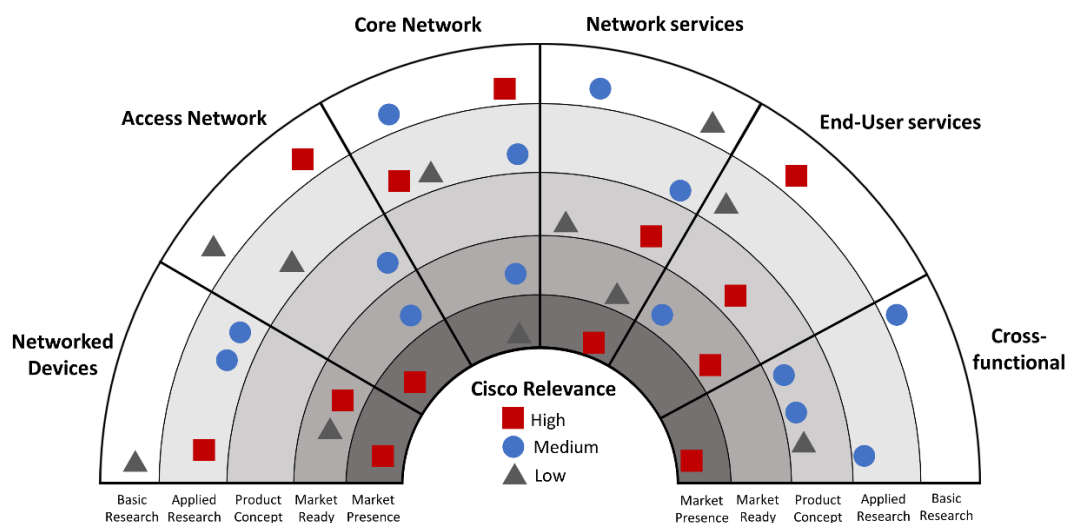 Core Network
Network services
Access Network
End-User services
Networked
Devices
Cross-
functional
Cisco Relevance
High
Medium
Low
Basic
Research
Applied
Research
Product
Concept
Market
Ready
Market
Presence
Market
Presence
Market
Ready
Product
Concept
Applied
Research
Basic
Research